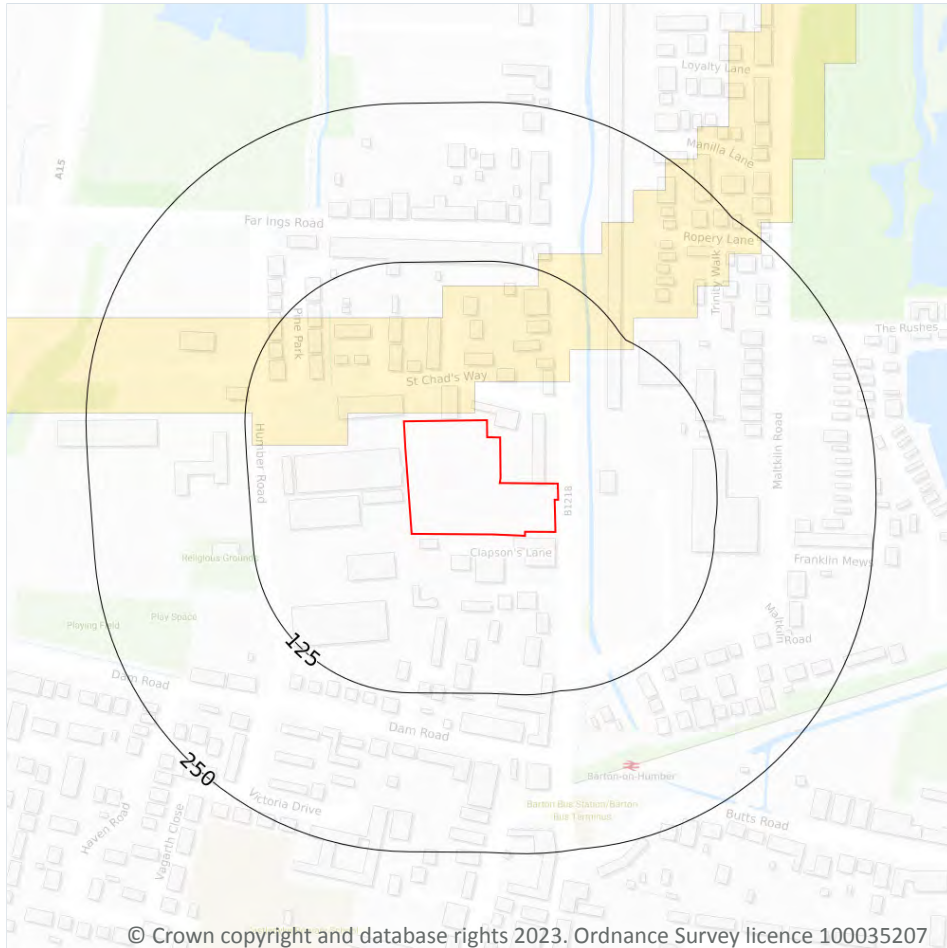 Loyalty Lane
Manilla Lane
A15
Far Ings Road
Ropery Lane
Trinity Walk
Pine Park
The Rushes
St Chad's Way
Humber Road
Maltkiln Road
B1218
Clapson's Lane
Religious Grounds
Franklin Mews
Play Space
Playing Field
Maltkiln
Road
125
Dam Road
Dam Road
250
Barton-on-Humber
Victoria Drive
Barton Bus Station/Barton
Bus Terminus
Butts Road
Haven Road
Vagarth Close
© Crown copyright and database rights 2023. Ordnance Survey licence 100035207